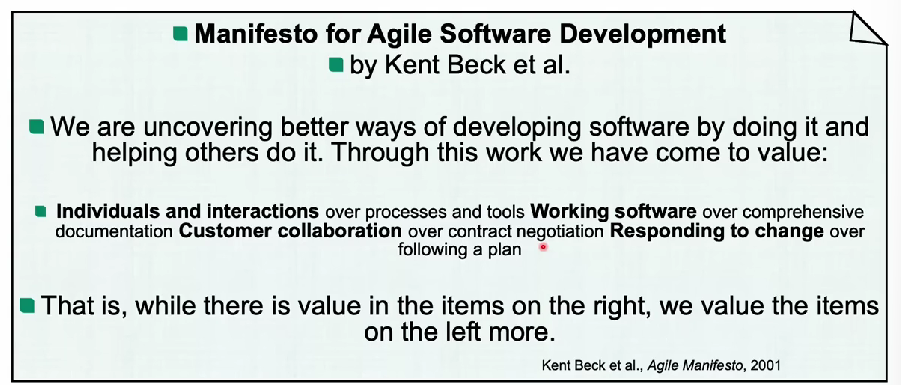 Manifesto for Agile Software Development
by Kent Beck et al.
We are uncovering better ways of developing software by doing it and
helping others do it. Through this work we have come to value:
Individuals and interactions over processes and tools Working software over comprehensive
documentation Customer collaboration over contract negotiation Responding to change over
following a plan
That is, while there is value in the items on the right, we value the items
on the left more.
Kent Beck et al., Agile Manifesto, 2001